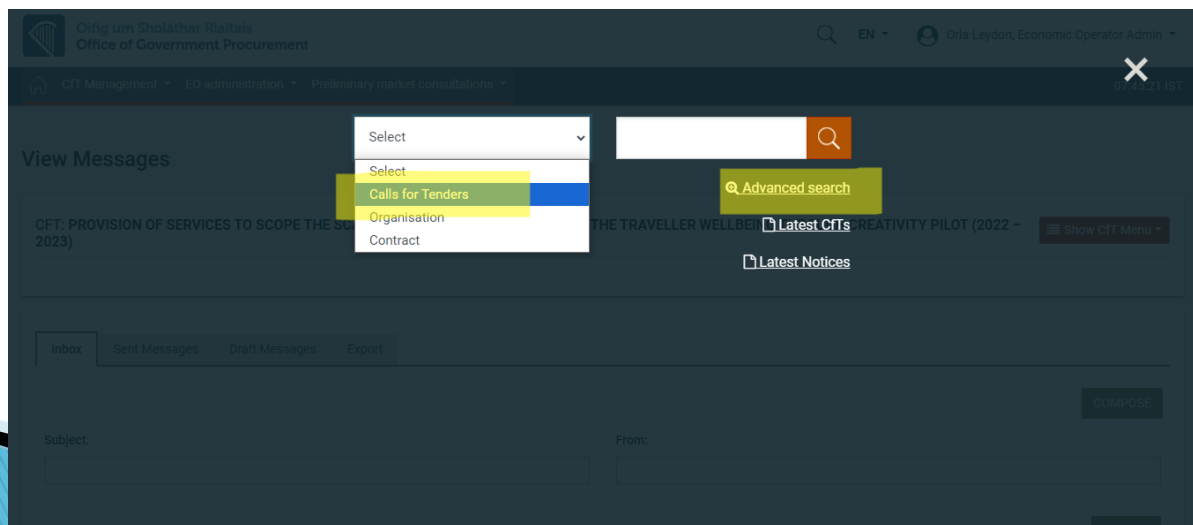 Oifig um Sholáthar Rialtais
Office of Government Procurement
EN
Orla Leydon, Economic Operator Admin
CfT Management
EO administration
Preliminary market consultations
07:43:21 IST
Select
View Messages
Select
Calls for Tenders
Organisation
Contract
Advanced search
Latest CfTs
Latest Notices
CFT: PROVISION OF SERVICES TO SCOPE THE THE TRAVELLER CREATIVITY PILOT (2022 –
2023)
Show CfT Menu
Inbox
Sent Messages
Draft Messages
Export
COMPOSE
Subject:
From: